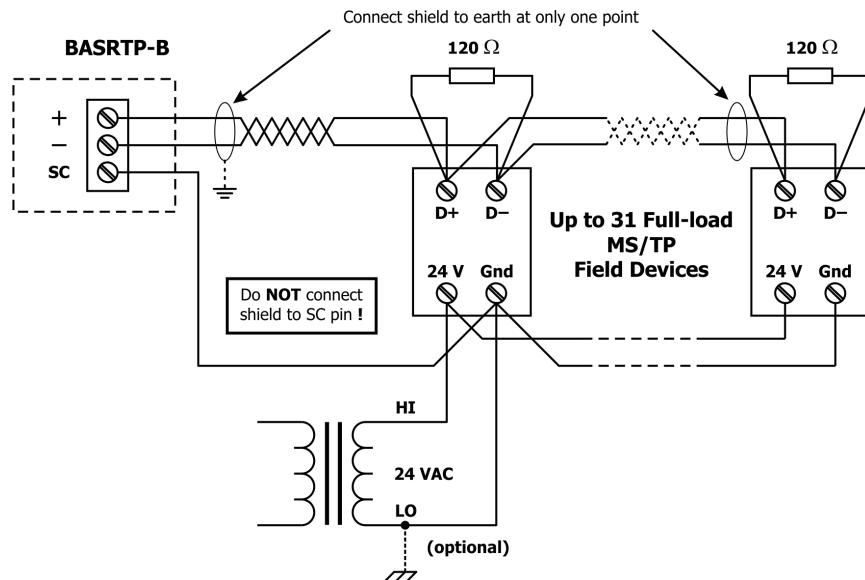 Connect shield to earth at only one point
BASRTP-B
120 Ω
120 Ω
+
−
SC
D+ D−
D+ D−
Up to 31 Full-load
MS/TP
Field Devices
24 V Gnd
24 V Gnd
Do NOT connect
shield to SC pin !
HI
24 VAC
LO
(optional)